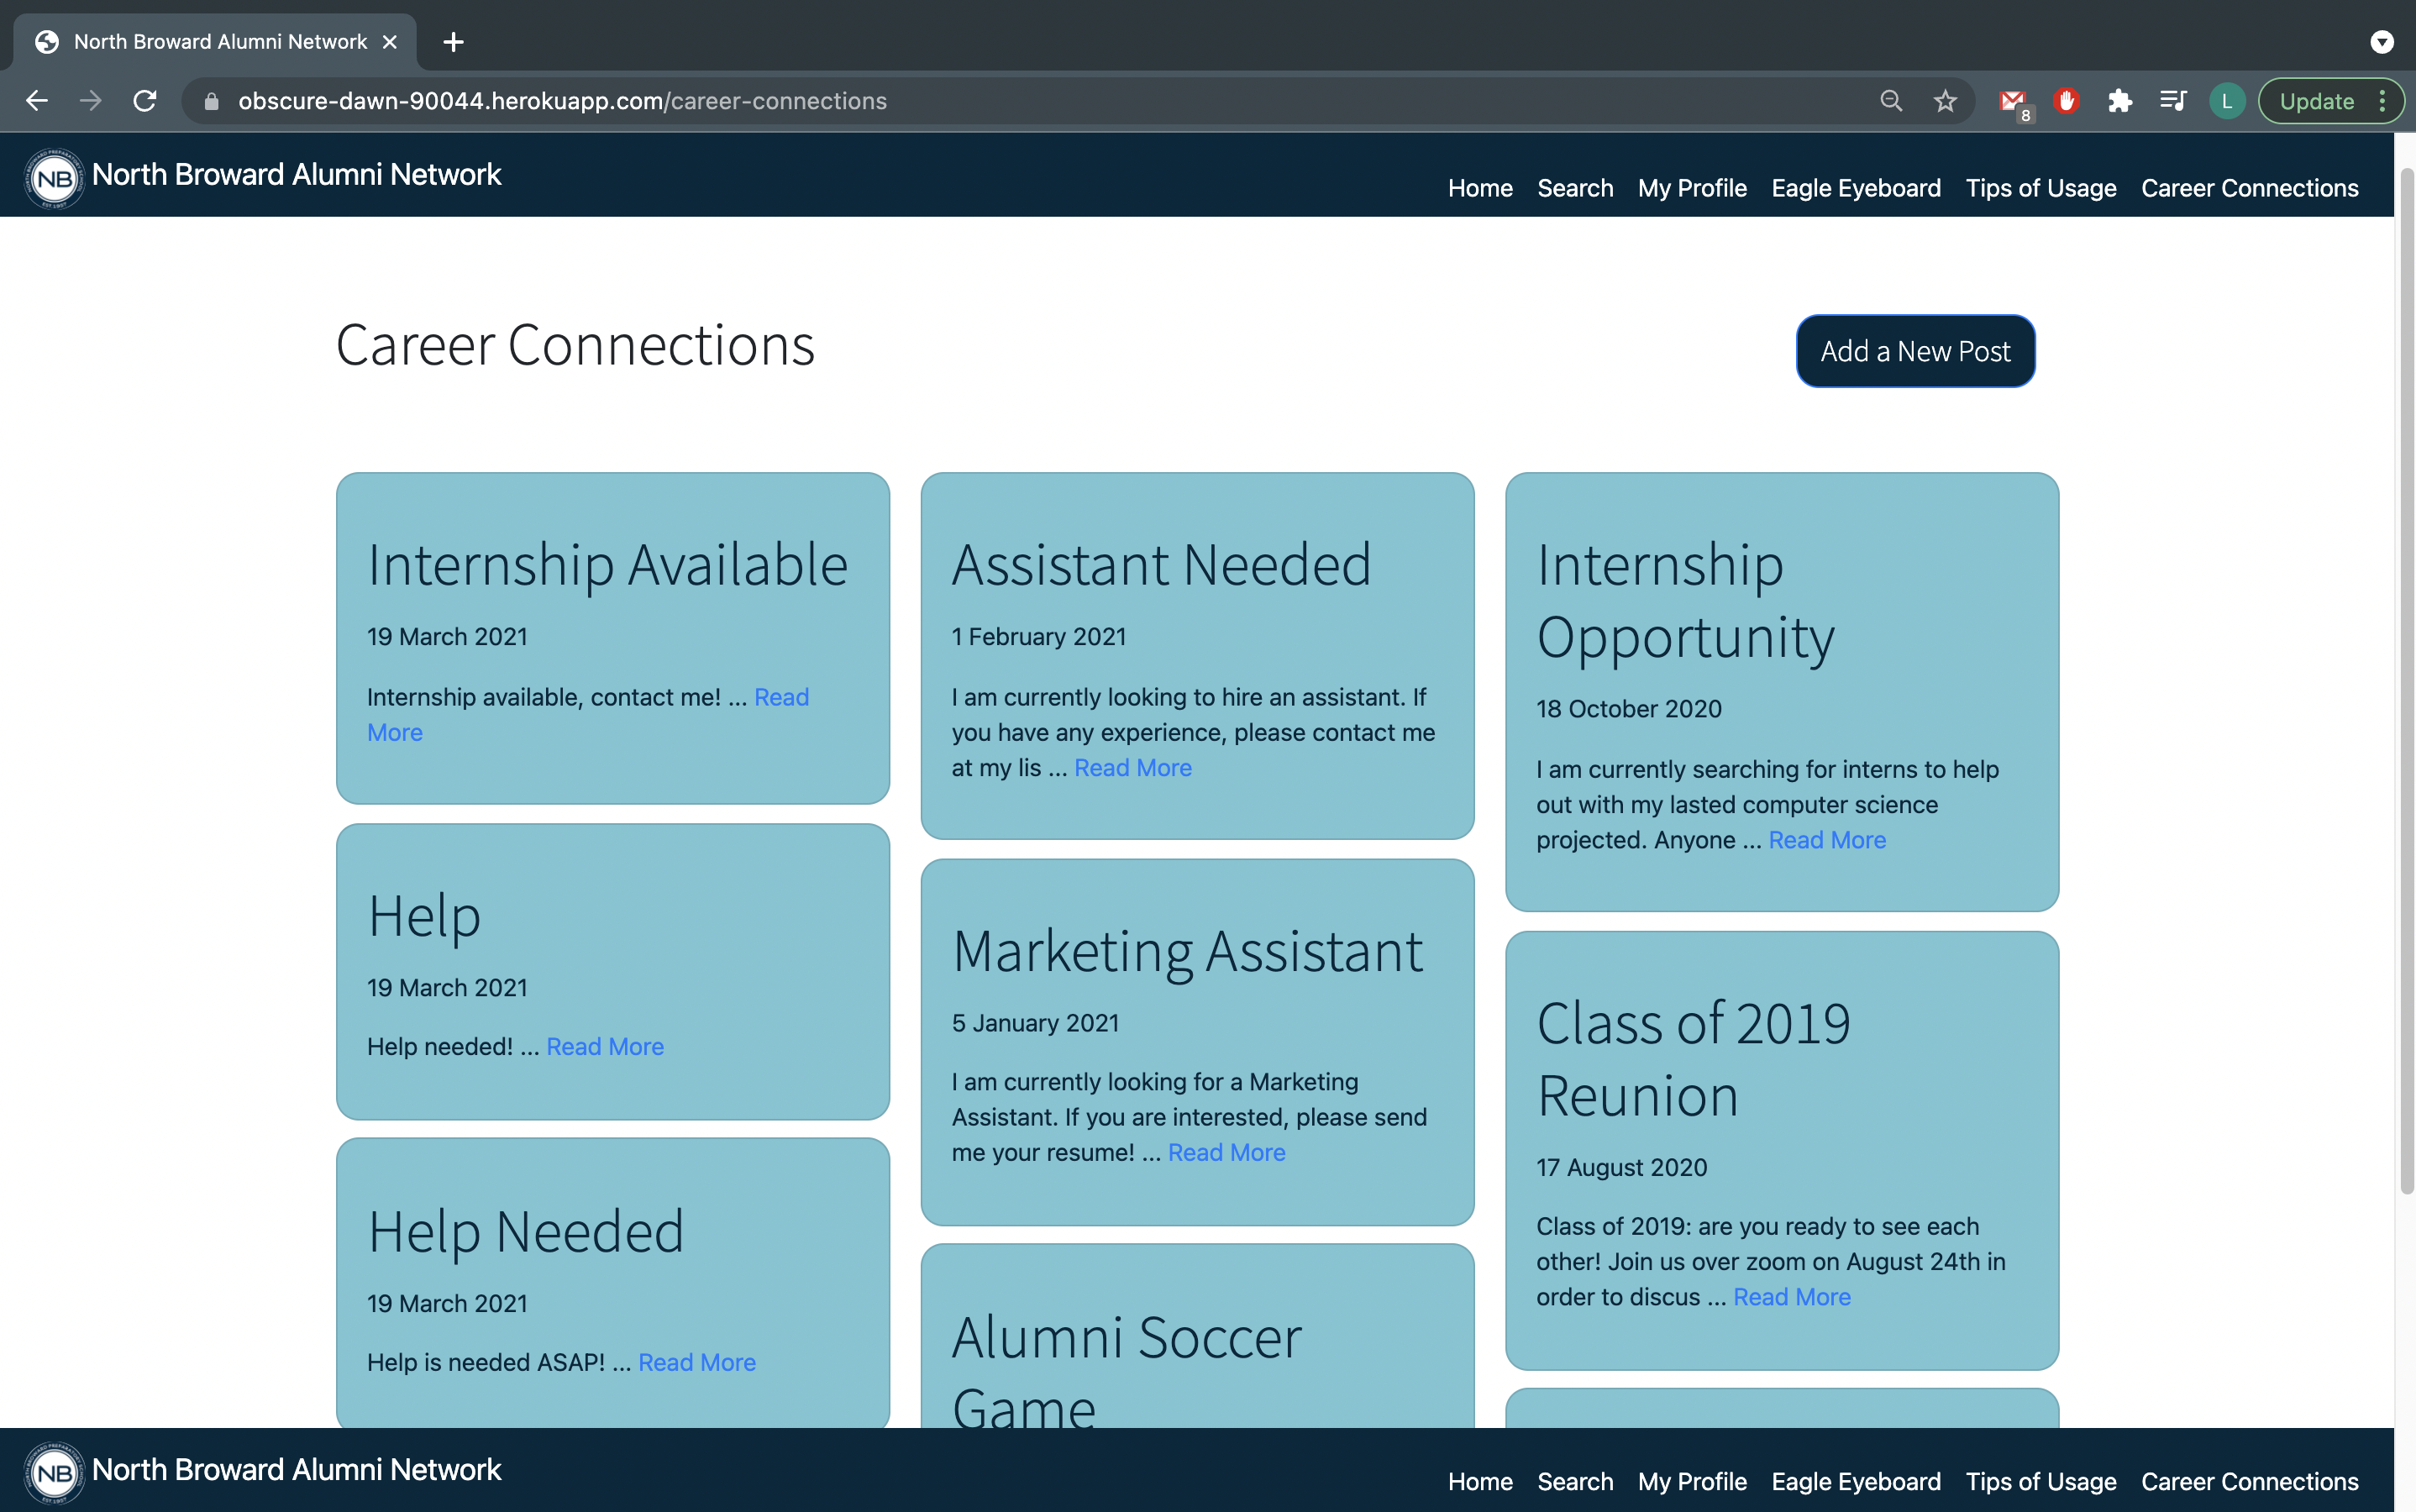 North Broward Alumni Network
obscure-dawn-90044.herokuapp.com/career-connections
8
L
Update
NB
North Broward Alumni Network
Home Search My Profile Eagle Eyeboard Tips of Usage Career Connections
Career Connections
Add a New Post
Internship Available
19 March 2021
Internship available, contact me! ... Read
More
Help
19 March 2021
Help needed! ... Read More
Help Needed
19 March 2021
Help is needed ASAP! ... Read More
Assistant Needed
1 February 2021
I am currently looking to hire an assistant. If
you have any experience, please contact me
at my lis ... Read More
Marketing Assistant
5 January 2021
I am currently looking for a Marketing
Assistant. If you are interested, please send
me your resume! ... Read More
Alumni Soccer
Game
Internship
Opportunity
18 October 2020
I am currently searching for interns to help
out with my lasted computer science
projected. Anyone ... Read More
Class of 2019
Reunion
17 August 2020
Class of 2019: are you ready to see each
other! Join us over zoom on August 24th in
order to discus ... Read More
NB
North Broward Alumni Network
Home Search My Profile Eagle Eyeboard Tips of Usage Career Connections